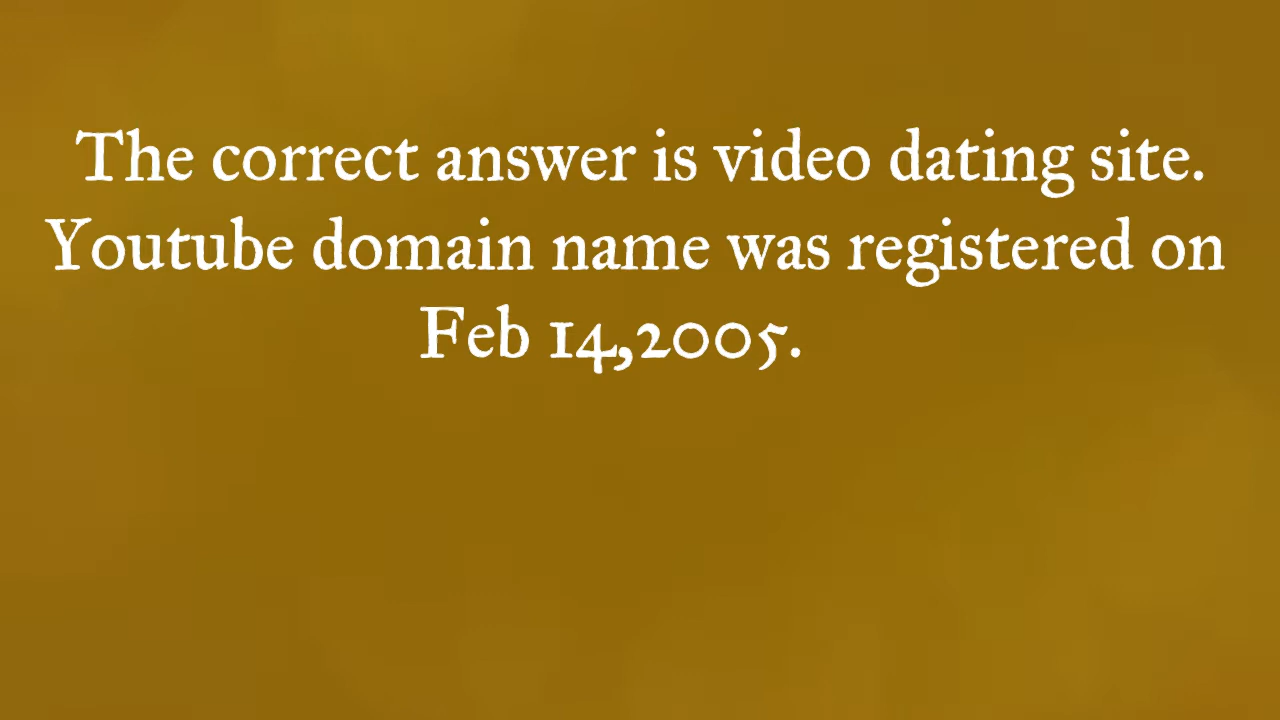 The correct answer is video dating site.
Youtube domain name was registered on
Feb 14,2005.